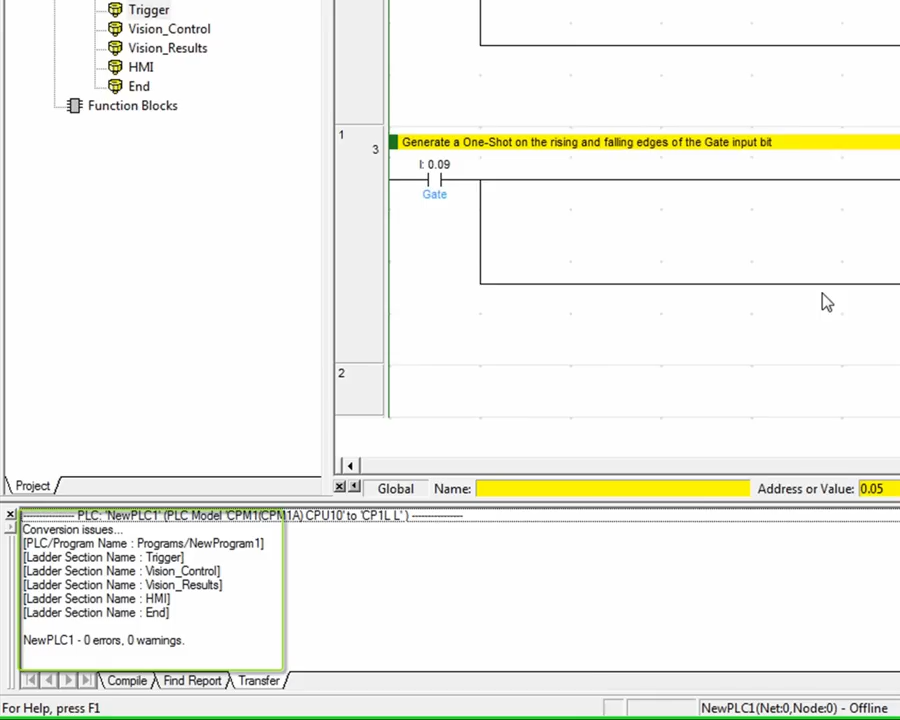 Trigger
Vision_Control
Vision_Results
HMI
End
Function Blocks
1
3
Generate a One-Shot on the rising and falling edges of the Gate input bit
I: 0.09
Gate
2
Project
Global
Name:
Address or Value:
0.05
PLC: 'NewPLC1' (PLC Model 'CPM1(CPM1A) CPU10' to 'CP1L L' )
Conversion issues...
[PLC/Program Name : Programs/NewProgram1]
[Ladder Section Name : Trigger]
[Ladder Section Name : Vision_Control]
[Ladder Section Name : Vision_Results]
[Ladder Section Name : HMI]
[Ladder Section Name : End]
NewPLC1 - 0 errors, 0 warnings.
Compile
Find Report
Transfer
For Help, press F1
NewPLC1(Net:0,Node:0) - Offline